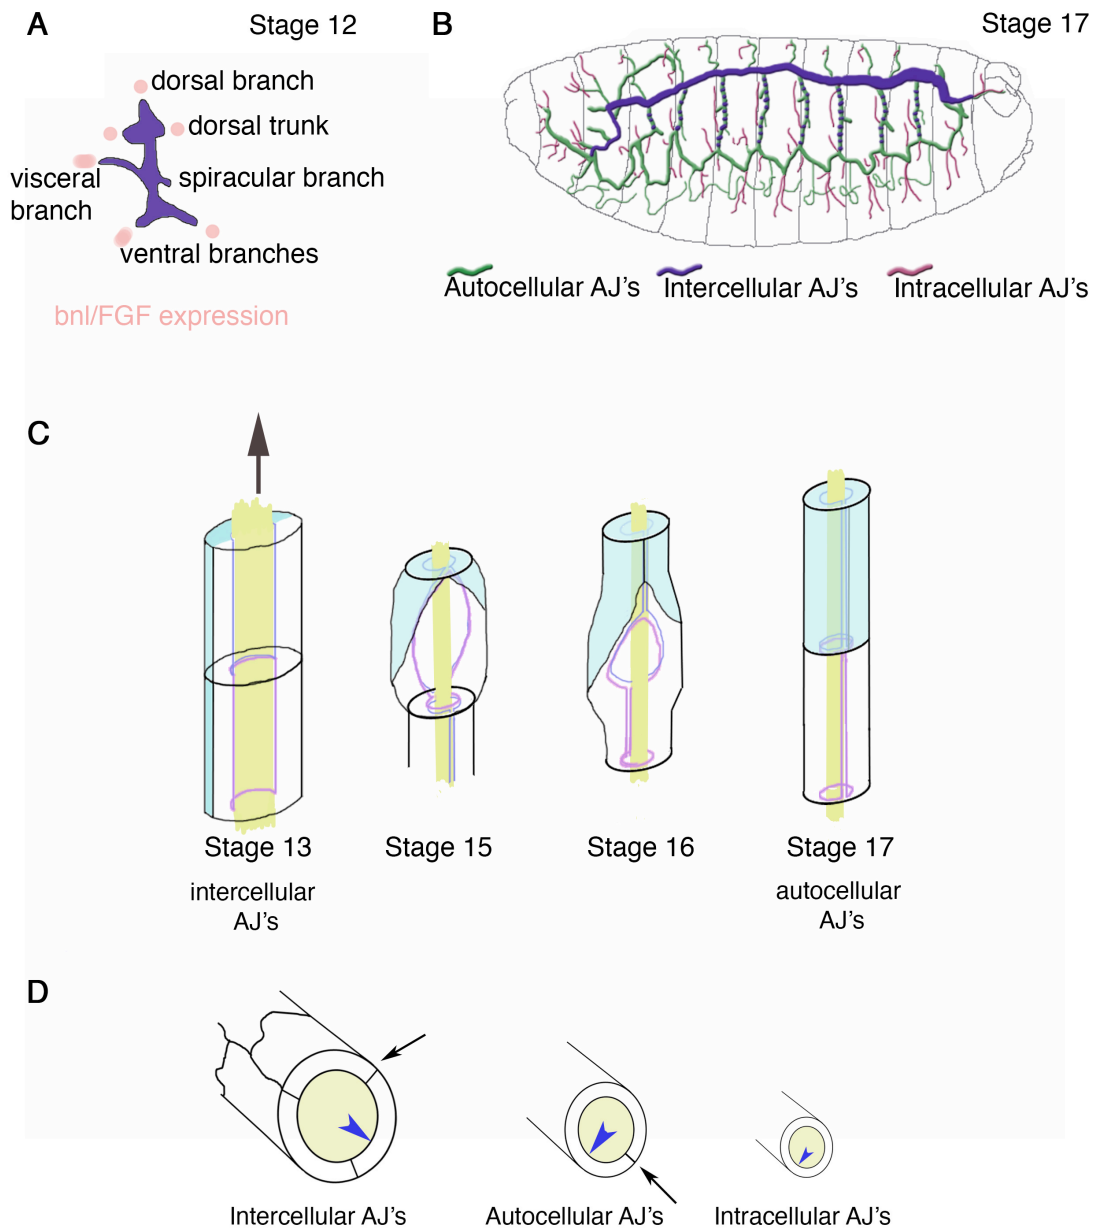 A
Stage 12
dorsal branch
dorsal trunk
visceral
branch
spiracular branch
ventral branches
bnl/FGF expression
B
Stage 17
Autocellular AJ's
Intercellular AJ's
Intracellular AJ's
C
Stage 13
intercellular
AJ's
Stage 15
Stage 16
Stage 17
autocellular
AJ's
D
Intercellular AJ's
Autocellular AJ's
Intracellular AJ's